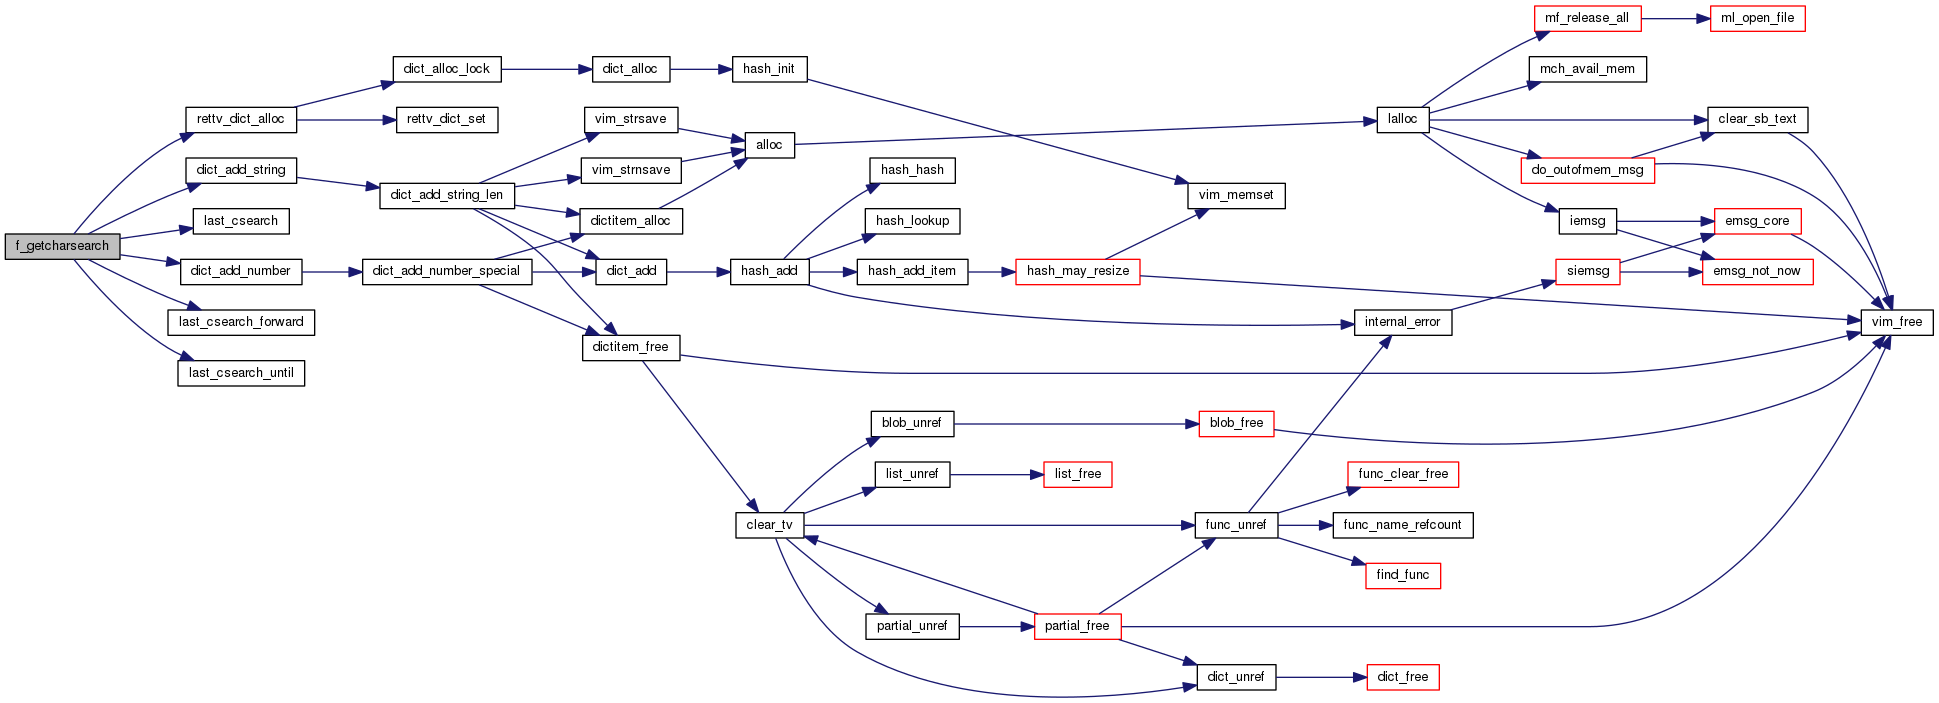 f_getcharsearch
rettv_dict_alloc
dict_add_string
last_csearch
dict_add_number
last_csearch_forward
last_csearch_until
dict_alloc_lock
rettv_dict_set
dict_add_string_len
dict_add_number_special
dict_alloc
vim_strsave
vim_strnsave
dictitem_alloc
dict_add
dictitem_free
hash_init
alloc
hash_add
clear_tv
hash_hash
hash_lookup
hash_add_item
blob_unref
list_unref
partial_unref
hash_may_resize
list_free
partial_free
vim_memset
blob_free
func_unref
dict_unref
lalloc
internal_error
func_clear_free
func_name_refcount
find_func
dict_free
mf_release_all
mch_avail_mem
do_outofmem_msg
iemsg
siemsg
ml_open_file
clear_sb_text
emsg_core
emsg_not_now
vim_free